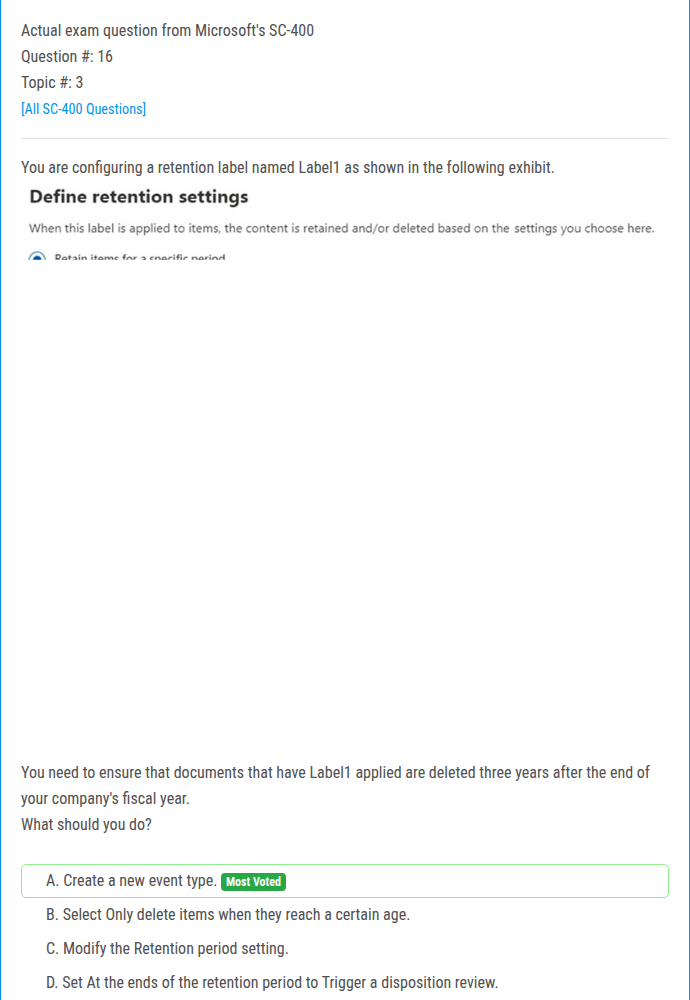 Actual exam question from Microsoft's SC-400
Question #: 16
Topic #: 3
[All SC-400 Questions]
You are configuring a retention label named Label1 as shown in the following exhibit.
Define retention settings
When this label is applied to items, the content is retained and/or deleted based on the settings you choose here.
Retain items for a specific period
You need to ensure that documents that have Label1 applied are deleted three years after the end of
your company's fiscal year.
What should you do?
A. Create a new event type. Most Voted
B. Select Only delete items when they reach a certain age.
C. Modify the Retention period setting.
D. Set At the ends of the retention period to Trigger a disposition review.